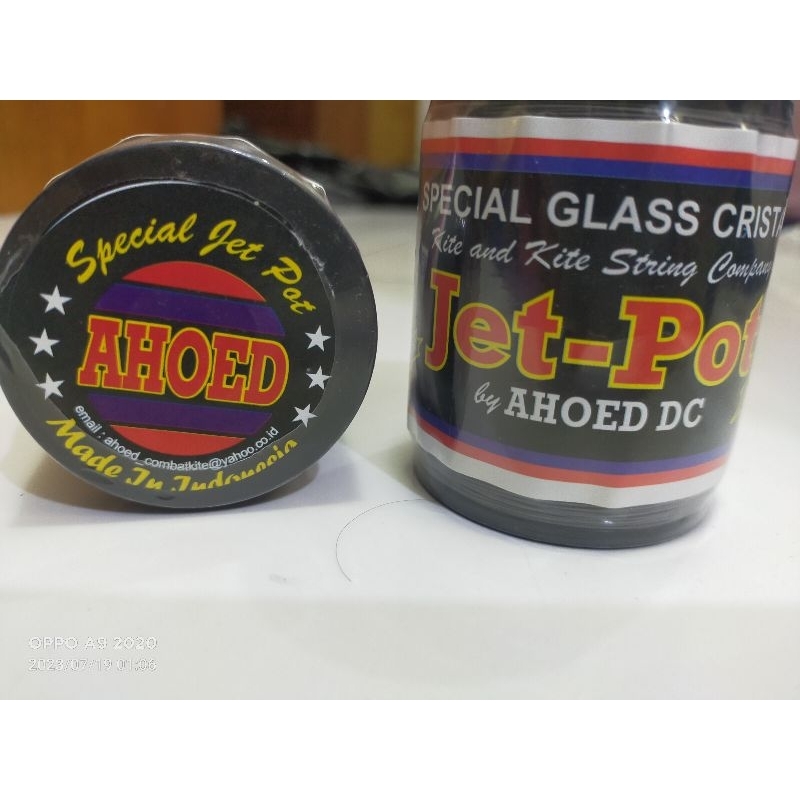 Special Jet Pot
AHOED
email : ahoed_combatkite@yahoo.co.id
Made In Indonesia
SPECIAL GLASS CRISTA
Kite and Kite String Company
Jet-Pot
by AHOED DC
OPPO A9 2020
2023/07/19 01:06